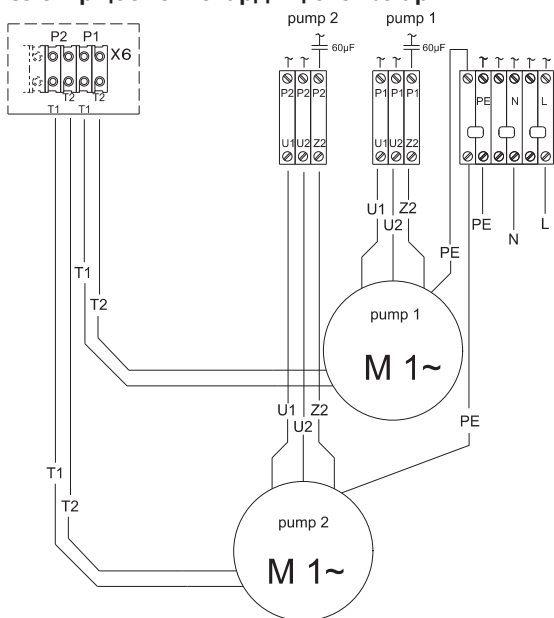 pump 2 pump 1
P2 P1
X6
60µF 60µF
T2 T2
T1 T1
P2 P2 P2 P1 P1 P1 PE N L
U1 U2 Z2 U1 U2 Z2
U1 Z2
U2
PE
N
L
PE
T1
T2
pump 1
M 1~
U1 Z2
U2
PE
T1
T2
pump 2
M 1~